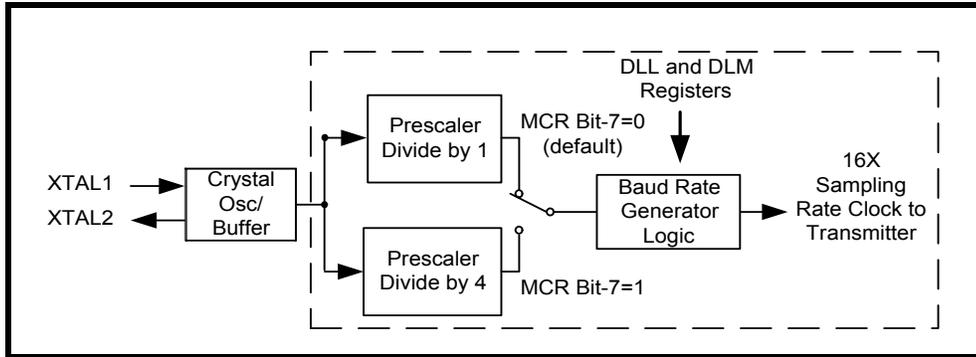 DLL and DLM
Registers
Prescaler
Divide by 1
MCR Bit-7=0
(default)
XTAL1
XTAL2
Crystal
Osc/
Buffer
Baud Rate
Generator
Logic
16X
Sampling
Rate Clock to
Transmitter
Prescaler
Divide by 4
MCR Bit-7=1